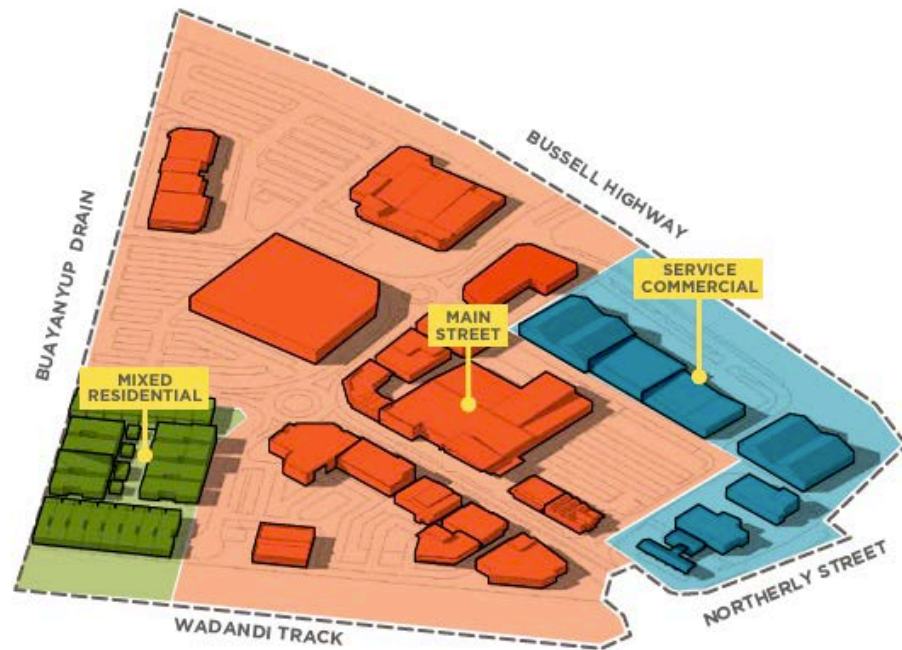 BUSSELL HIGHWAY
SERVICE
COMMERCIAL
BUAYANYUP DRAIN
MAIN
STREET
MIXED
RESIDENTIAL
NORTHERLY STREET
WADANDI TRACK